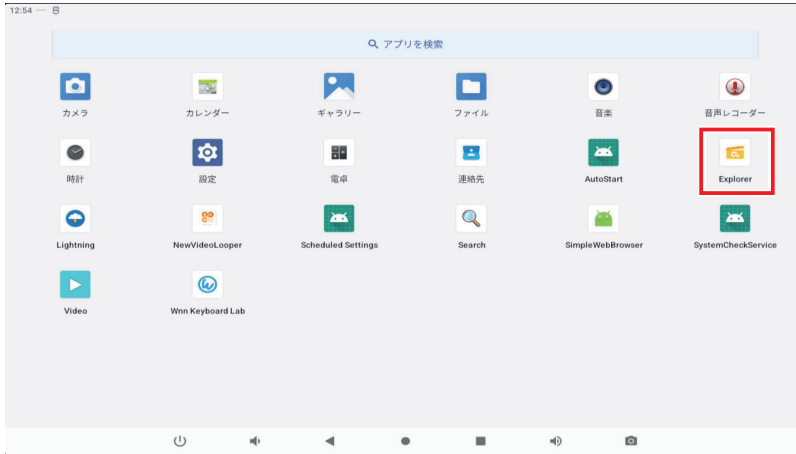 12:54
アプリを検索
カメラ
カレンダー
ギャラリー
ファイル
音楽
音声レコーダー
時計
設定
電卓
連絡先
AutoStart
Explorer
Lightning
NewVideoLooper
Scheduled Settings
Search
SimpleWebBrowser
SystemCheckService
Video
Wnn Keyboard Lab